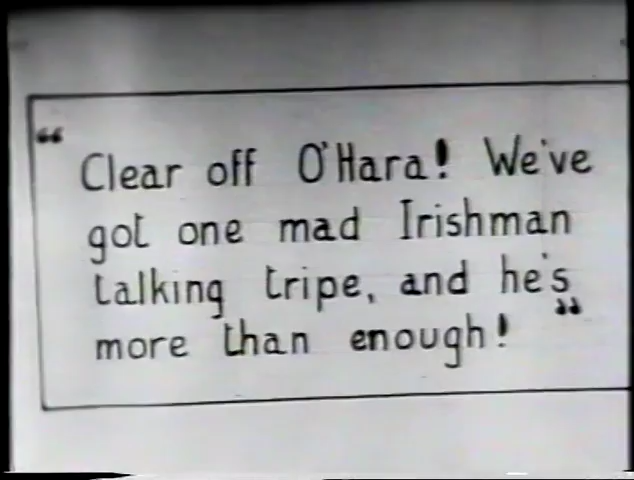 “Clear off O'Hara! We've
got one mad Irishman
talking tripe, and he's
more than enough!”